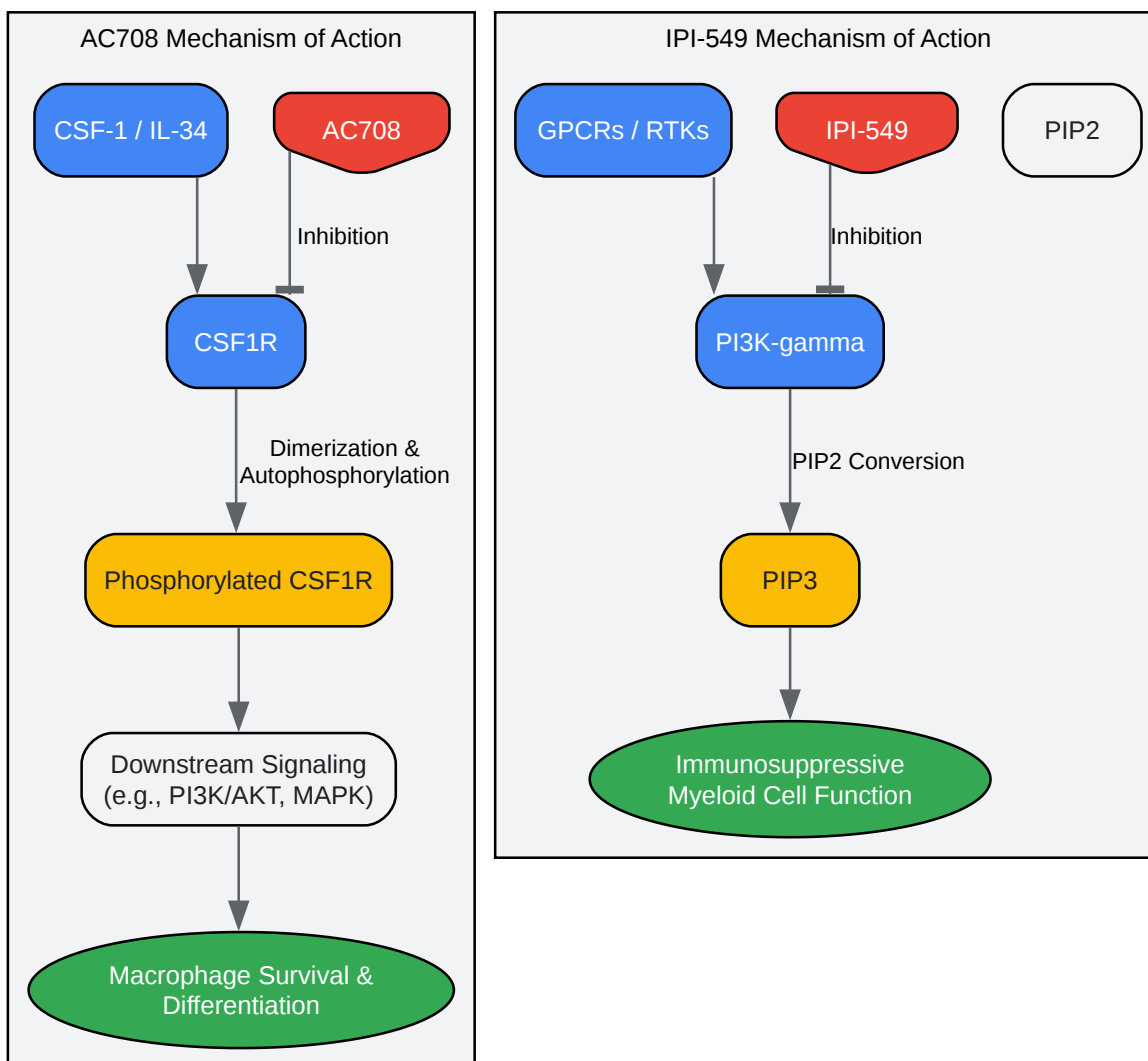 AC708 Mechanism of Action
CSF-1 / IL-34
AC708
Inhibition
CSF1R
Dimerization &
Autophosphorylation
Phosphorylated CSF1R
Downstream Signaling
(e.g., PI3K/AKT, MAPK)
Macrophage Survival &
Differentiation
IPI-549 Mechanism of Action
GPCRs / RTKs
IPI-549
PIP2
Inhibition
PI3K-gamma
PIP2 Conversion
PIP3
Immunosuppressive
Myeloid Cell Function